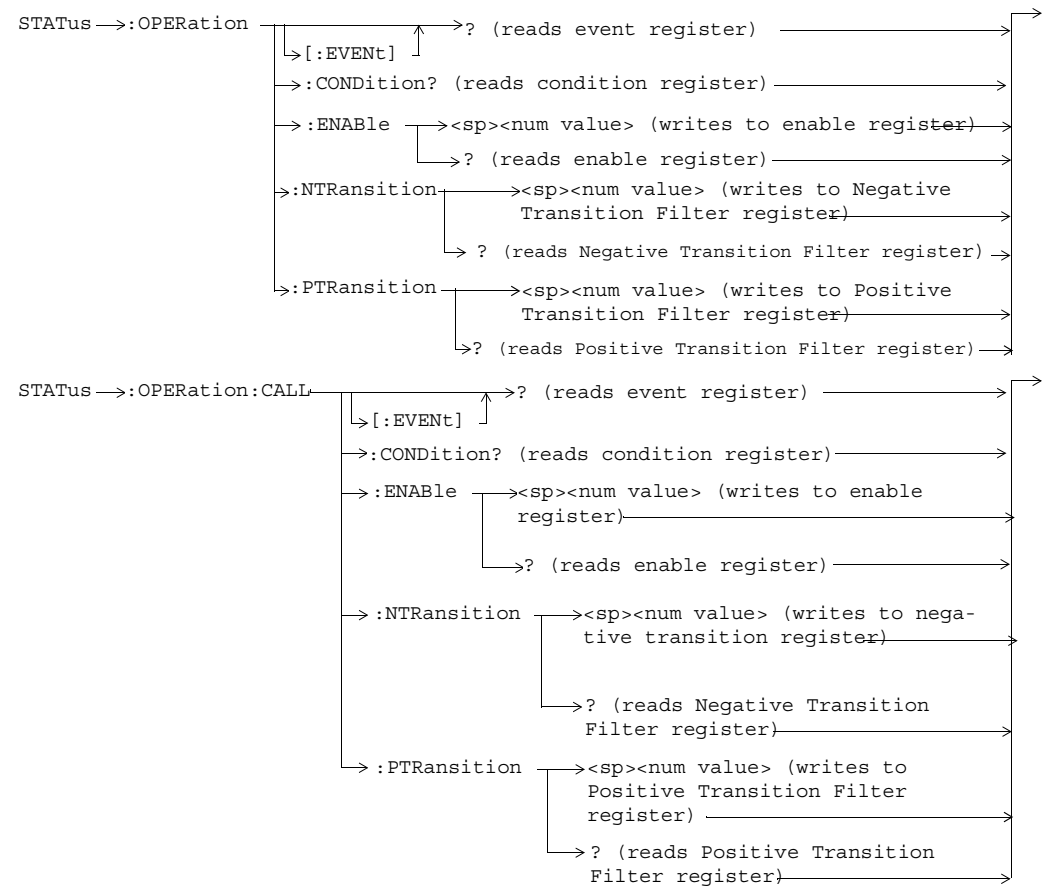 STATus :OPERation ? (reads event register)
[:EVENt]
:CONDition? (reads condition register)
:ENABle <sp><num value> (writes to enable register)
? (reads enable register)
:NTRansition <sp><num value> (writes to Negative
Transition Filter register)
? (reads Negative Transition Filter register)
:PTRansition <sp><num value> (writes to Positive
Transition Filter register)
? (reads Positive Transition Filter register)
STATus :OPERation:CALL ? (reads event register)
[:EVENt]
:CONDition? (reads condition register)
:ENABle <sp><num value> (writes to enable
register)
? (reads enable register)
:NTRansition <sp><num value> (writes to nega-
tive transition register)
? (reads Negative Transition
Filter register)
:PTRansition <sp><num value> (writes to
Positive Transition Filter
register)
? (reads Positive Transition
Filter register)